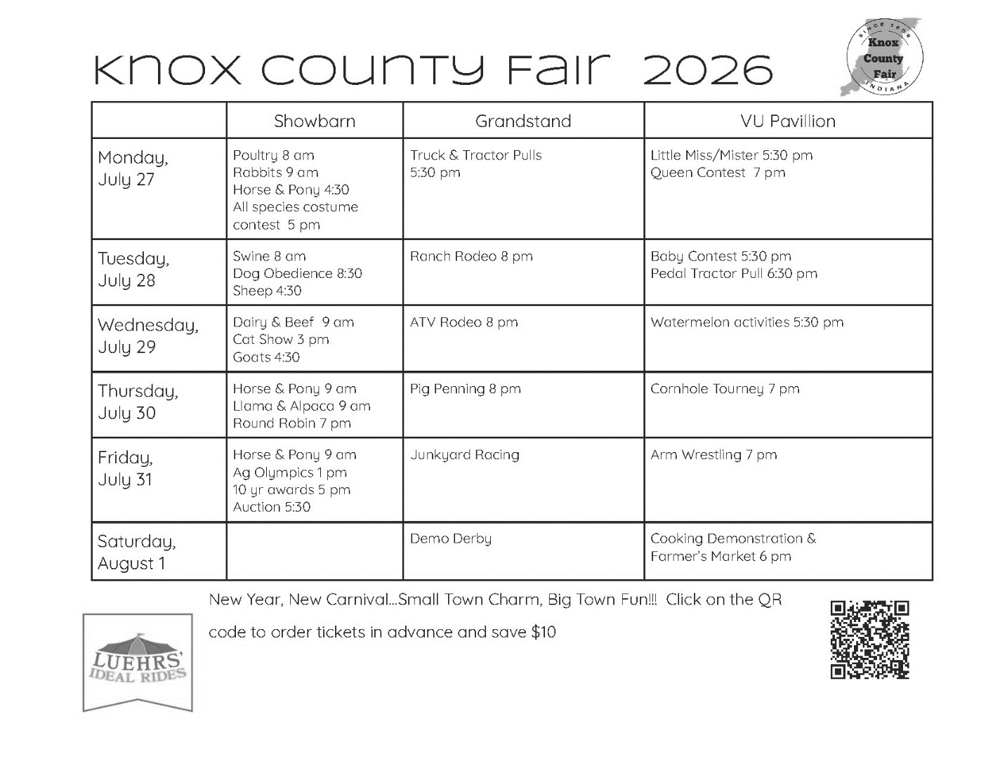 Knox County Fair 2026
SINCE 1808
Knox
County
Fair
INDIANA
Showbarn
Grandstand
VU Pavillion
Monday,
July 27
Poultry 8 am
Rabbits 9 am
Horse & Pony 4:30
All species costume
contest 5 pm
Truck & Tractor Pulls
5:30 pm
Little Miss/Mister 5:30 pm
Queen Contest 7 pm
Tuesday,
July 28
Swine 8 am
Dog Obedience 8:30
Sheep 4:30
Ranch Rodeo 8 pm
Baby Contest 5:30 pm
Pedal Tractor Pull 6:30 pm
Wednesday,
July 29
Dairy & Beef 9 am
Cat Show 3 pm
Goats 4:30
ATV Rodeo 8 pm
Watermelon activities 5:30 pm
Thursday,
July 30
Horse & Pony 9 am
Llama & Alpaca 9 am
Round Robin 7 pm
Pig Penning 8 pm
Cornhole Tourney 7 pm
Friday,
July 31
Horse & Pony 9 am
Ag Olympics 1 pm
10 yr awards 5 pm
Auction 5:30
Junkyard Racing
Arm Wrestling 7 pm
Saturday,
August 1
Demo Derby
Cooking Demonstration &
Farmer's Market 6 pm
New Year, New Carnival...Small Town Charm, Big Town Fun!!! Click on the QR
code to order tickets in advance and save $10
LUEHRS'
IDEAL RIDES